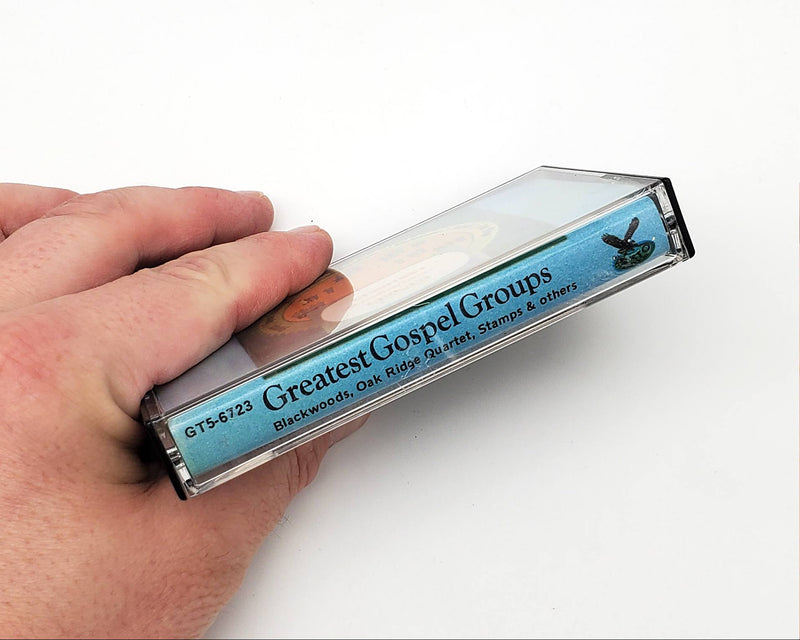 GT5-6723
Greatest Gospel Groups
Blackwoods, Oak Ridge Quartet, Stamps & others